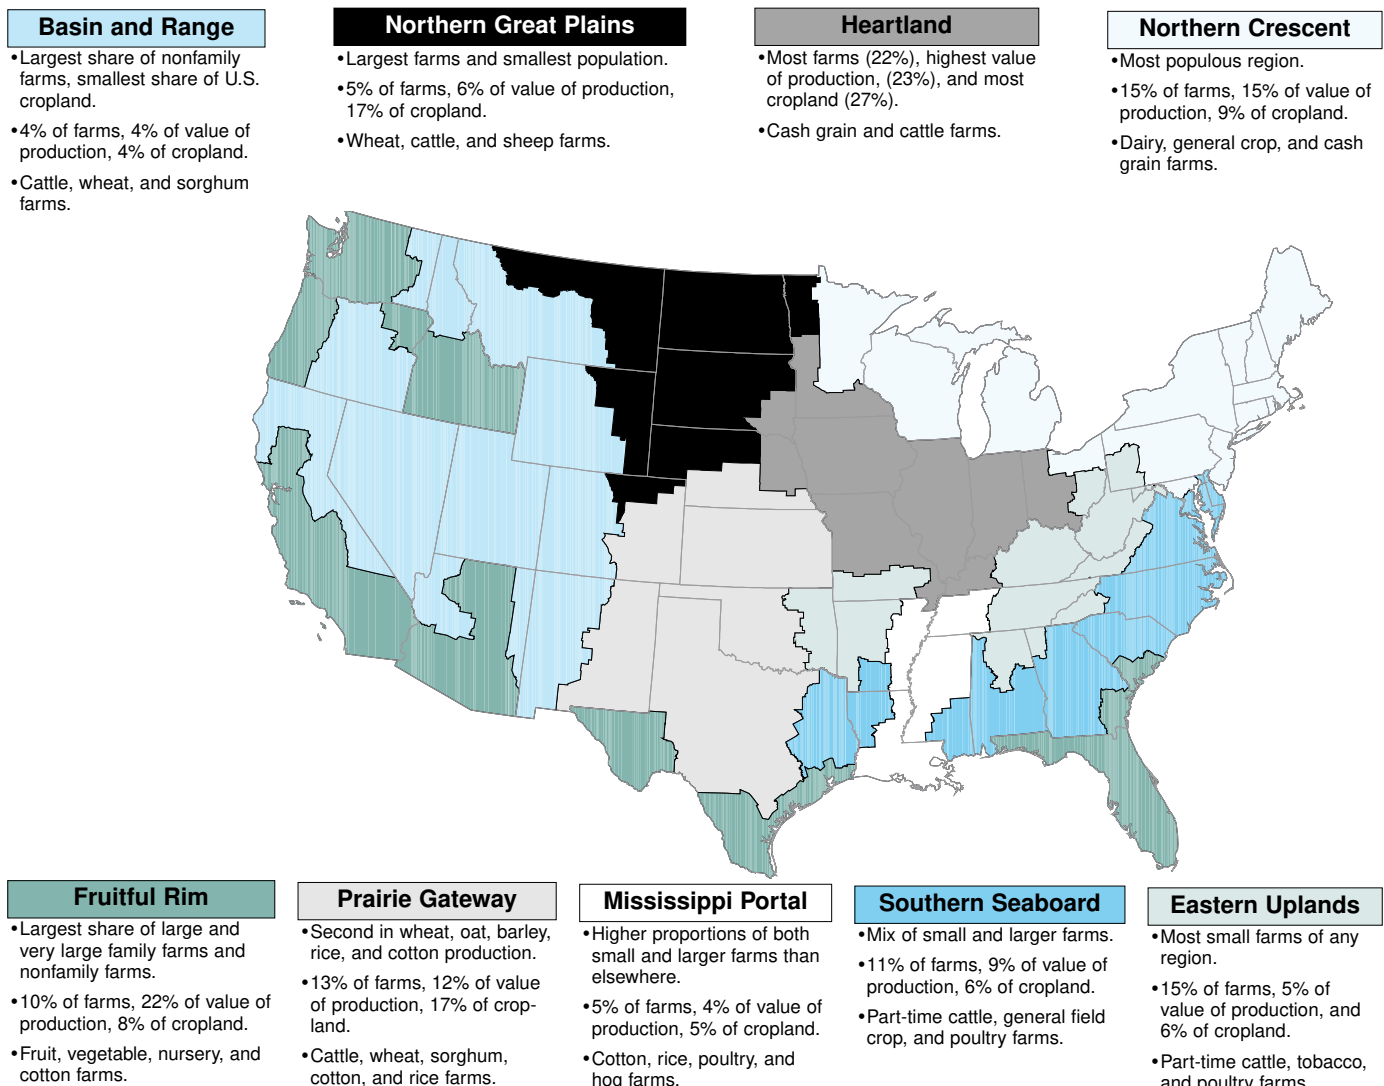 Basin and Range
•Largest share of nonfamily
farms, smallest share of U.S.
cropland.
•4% of farms, 4% of value of
production, 4% of cropland.
•Cattle, wheat, and sorghum
farms.
Northern Great Plains
•Largest farms and smallest population.
•5% of farms, 6% of value of production,
17% of cropland.
•Wheat, cattle, and sheep farms.
Heartland
•Most farms (22%), highest value
of production, (23%), and most
cropland (27%).
•Cash grain and cattle farms.
Northern Crescent
•Most populous region.
•15% of farms, 15% of value of
production, 9% of cropland.
•Dairy, general crop, and cash
grain farms.
Fruitful Rim
•Largest share of large and
very large family farms and
nonfamily farms.
•10% of farms, 22% of value of
production, 8% of cropland.
•Fruit, vegetable, nursery, and
cotton farms.
Prairie Gateway
•Second in wheat, oat, barley,
rice, and cotton production.
•13% of farms, 12% of value
of production, 17% of crop-
land.
•Cattle, wheat, sorghum,
cotton, and rice farms.
Mississippi Portal
•Higher proportions of both
small and larger farms than
elsewhere.
•5% of farms, 4% of value of
production, 5% of cropland.
•Cotton, rice, poultry, and
hog farms.
Southern Seaboard
•Mix of small and larger farms.
•11% of farms, 9% of value of
production, 6% of cropland.
•Part-time cattle, general field
crop, and poultry farms.
Eastern Uplands
•Most small farms of any
region.
•15% of farms, 5% of
value of production, and
6% of cropland.
•Part-time cattle, tobacco,
and poultry farms.